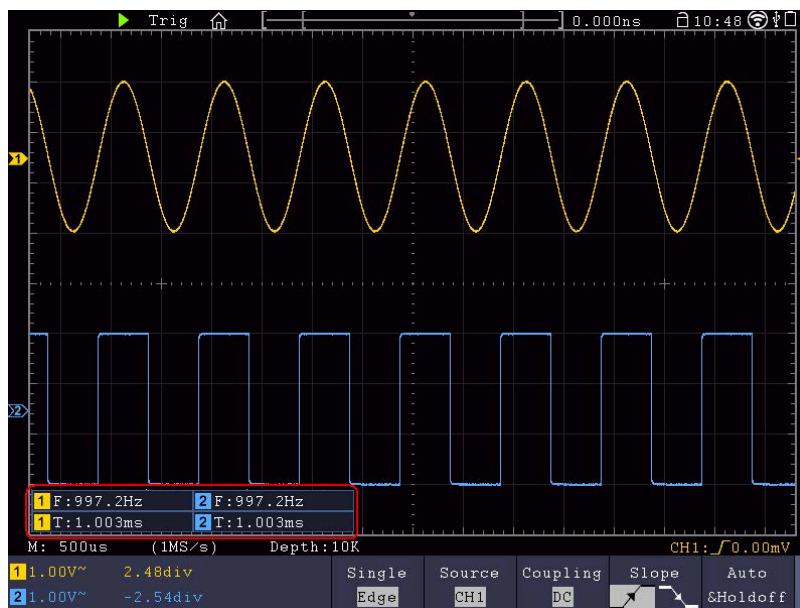 Trig 0.000ns 10:48
1
2
1 F:997.2Hz 2 F:997.2Hz
1 T:1.003ms 2 T:1.003ms
M: 500us (1MS/s) Depth:10K CH1: 0.00mV
1 1.00V~ 2.48div Single Source Coupling Slope Auto
2 1.00V~ -2.54div Edge CH1 DC &Holdoff